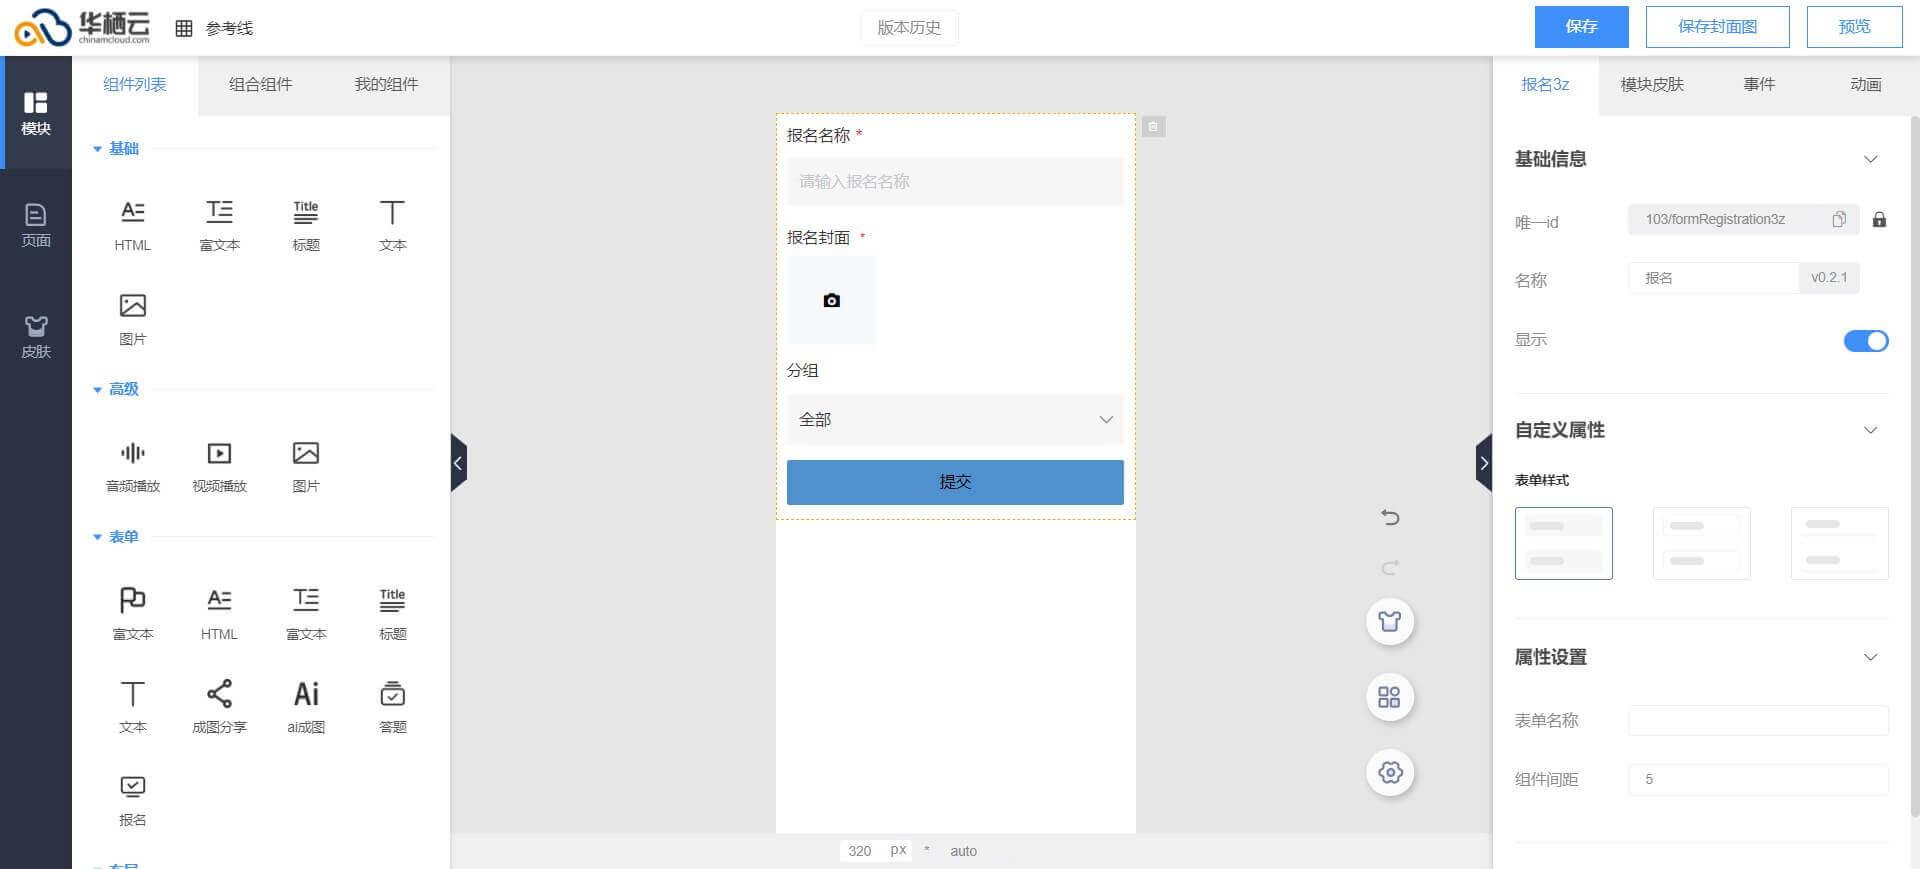 华栖云
chinamcloud.com
参考线
版本历史
保存
保存封面图
预览
模块
页面
皮肤
组件列表
组合组件
我的组件
基础
HTML
富文本
Title
标题
文本
图片
高级
音频播放
视频播放
图片
表单
富文本
HTML
富文本
Title
标题
文本
成图分享
Ai
ai成图
答题
报名
报名名称 *
请输入报名名称
报名封面 *
分组
全部
提交
320 px * auto
报名3z
模块皮肤
事件
动画
基础信息
唯一id
103/formRegistration3z
名称
报名
v0.2.1
显示
自定义属性
表单样式
属性设置
表单名称
组件间距
5